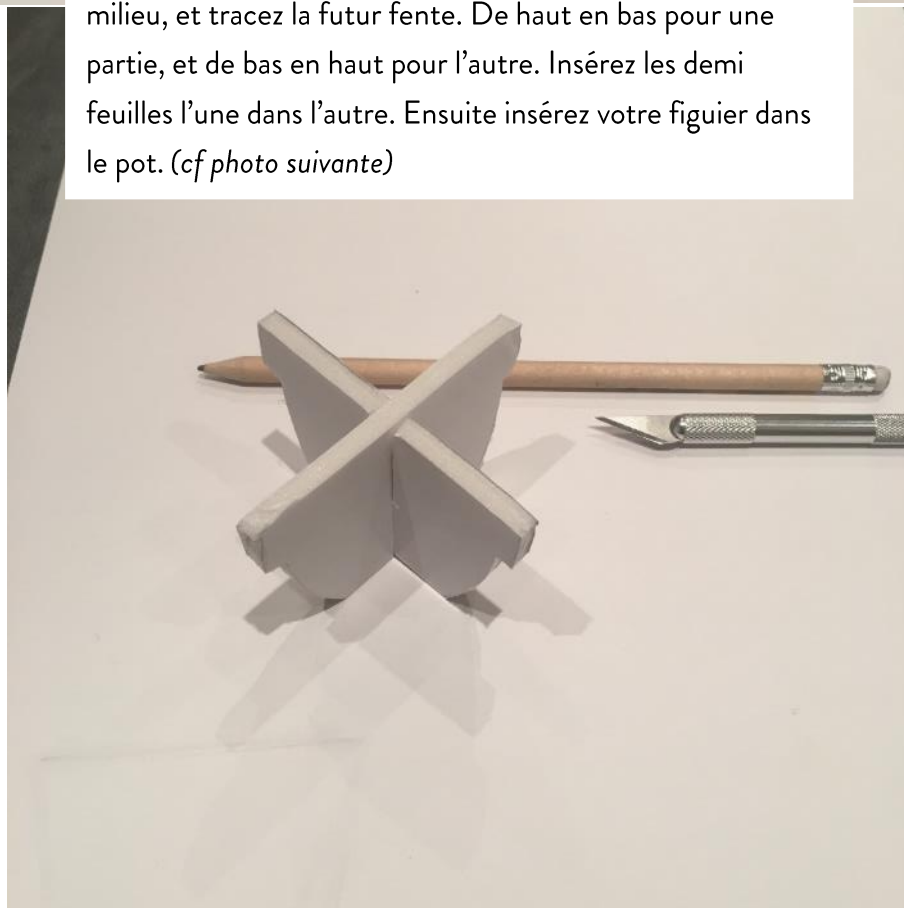 milieu, et tracez la futur fente. De haut en bas pour une
partie, et de bas en haut pour l’autre. Insérez les demi
feuilles l’une dans l’autre. Ensuite insérez votre figuier dans
le pot. (cf photo suivante)